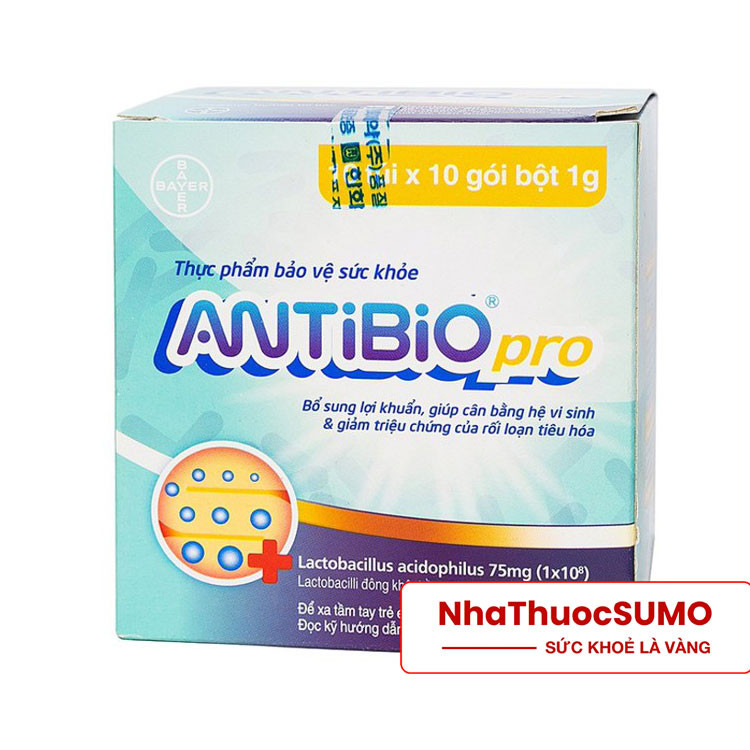 BAYER
BAYER
x 10 gói bột 1g
Thực phẩm bảo vệ sức khỏe
ANTiBiO® pro
Bổ sung lợi khuẩn, giúp cân bằng hệ vi sinh
& giảm triệu chứng của rối loạn tiêu hóa
Lactobacillus acidophilus 75mg (1x10⁸)
Lactobacilli đông
Để xa tầm tay trẻ
Đọc kỹ hướng dẫn
NhaThuocSUMO
SỨC KHOẺ LÀ VÀNG